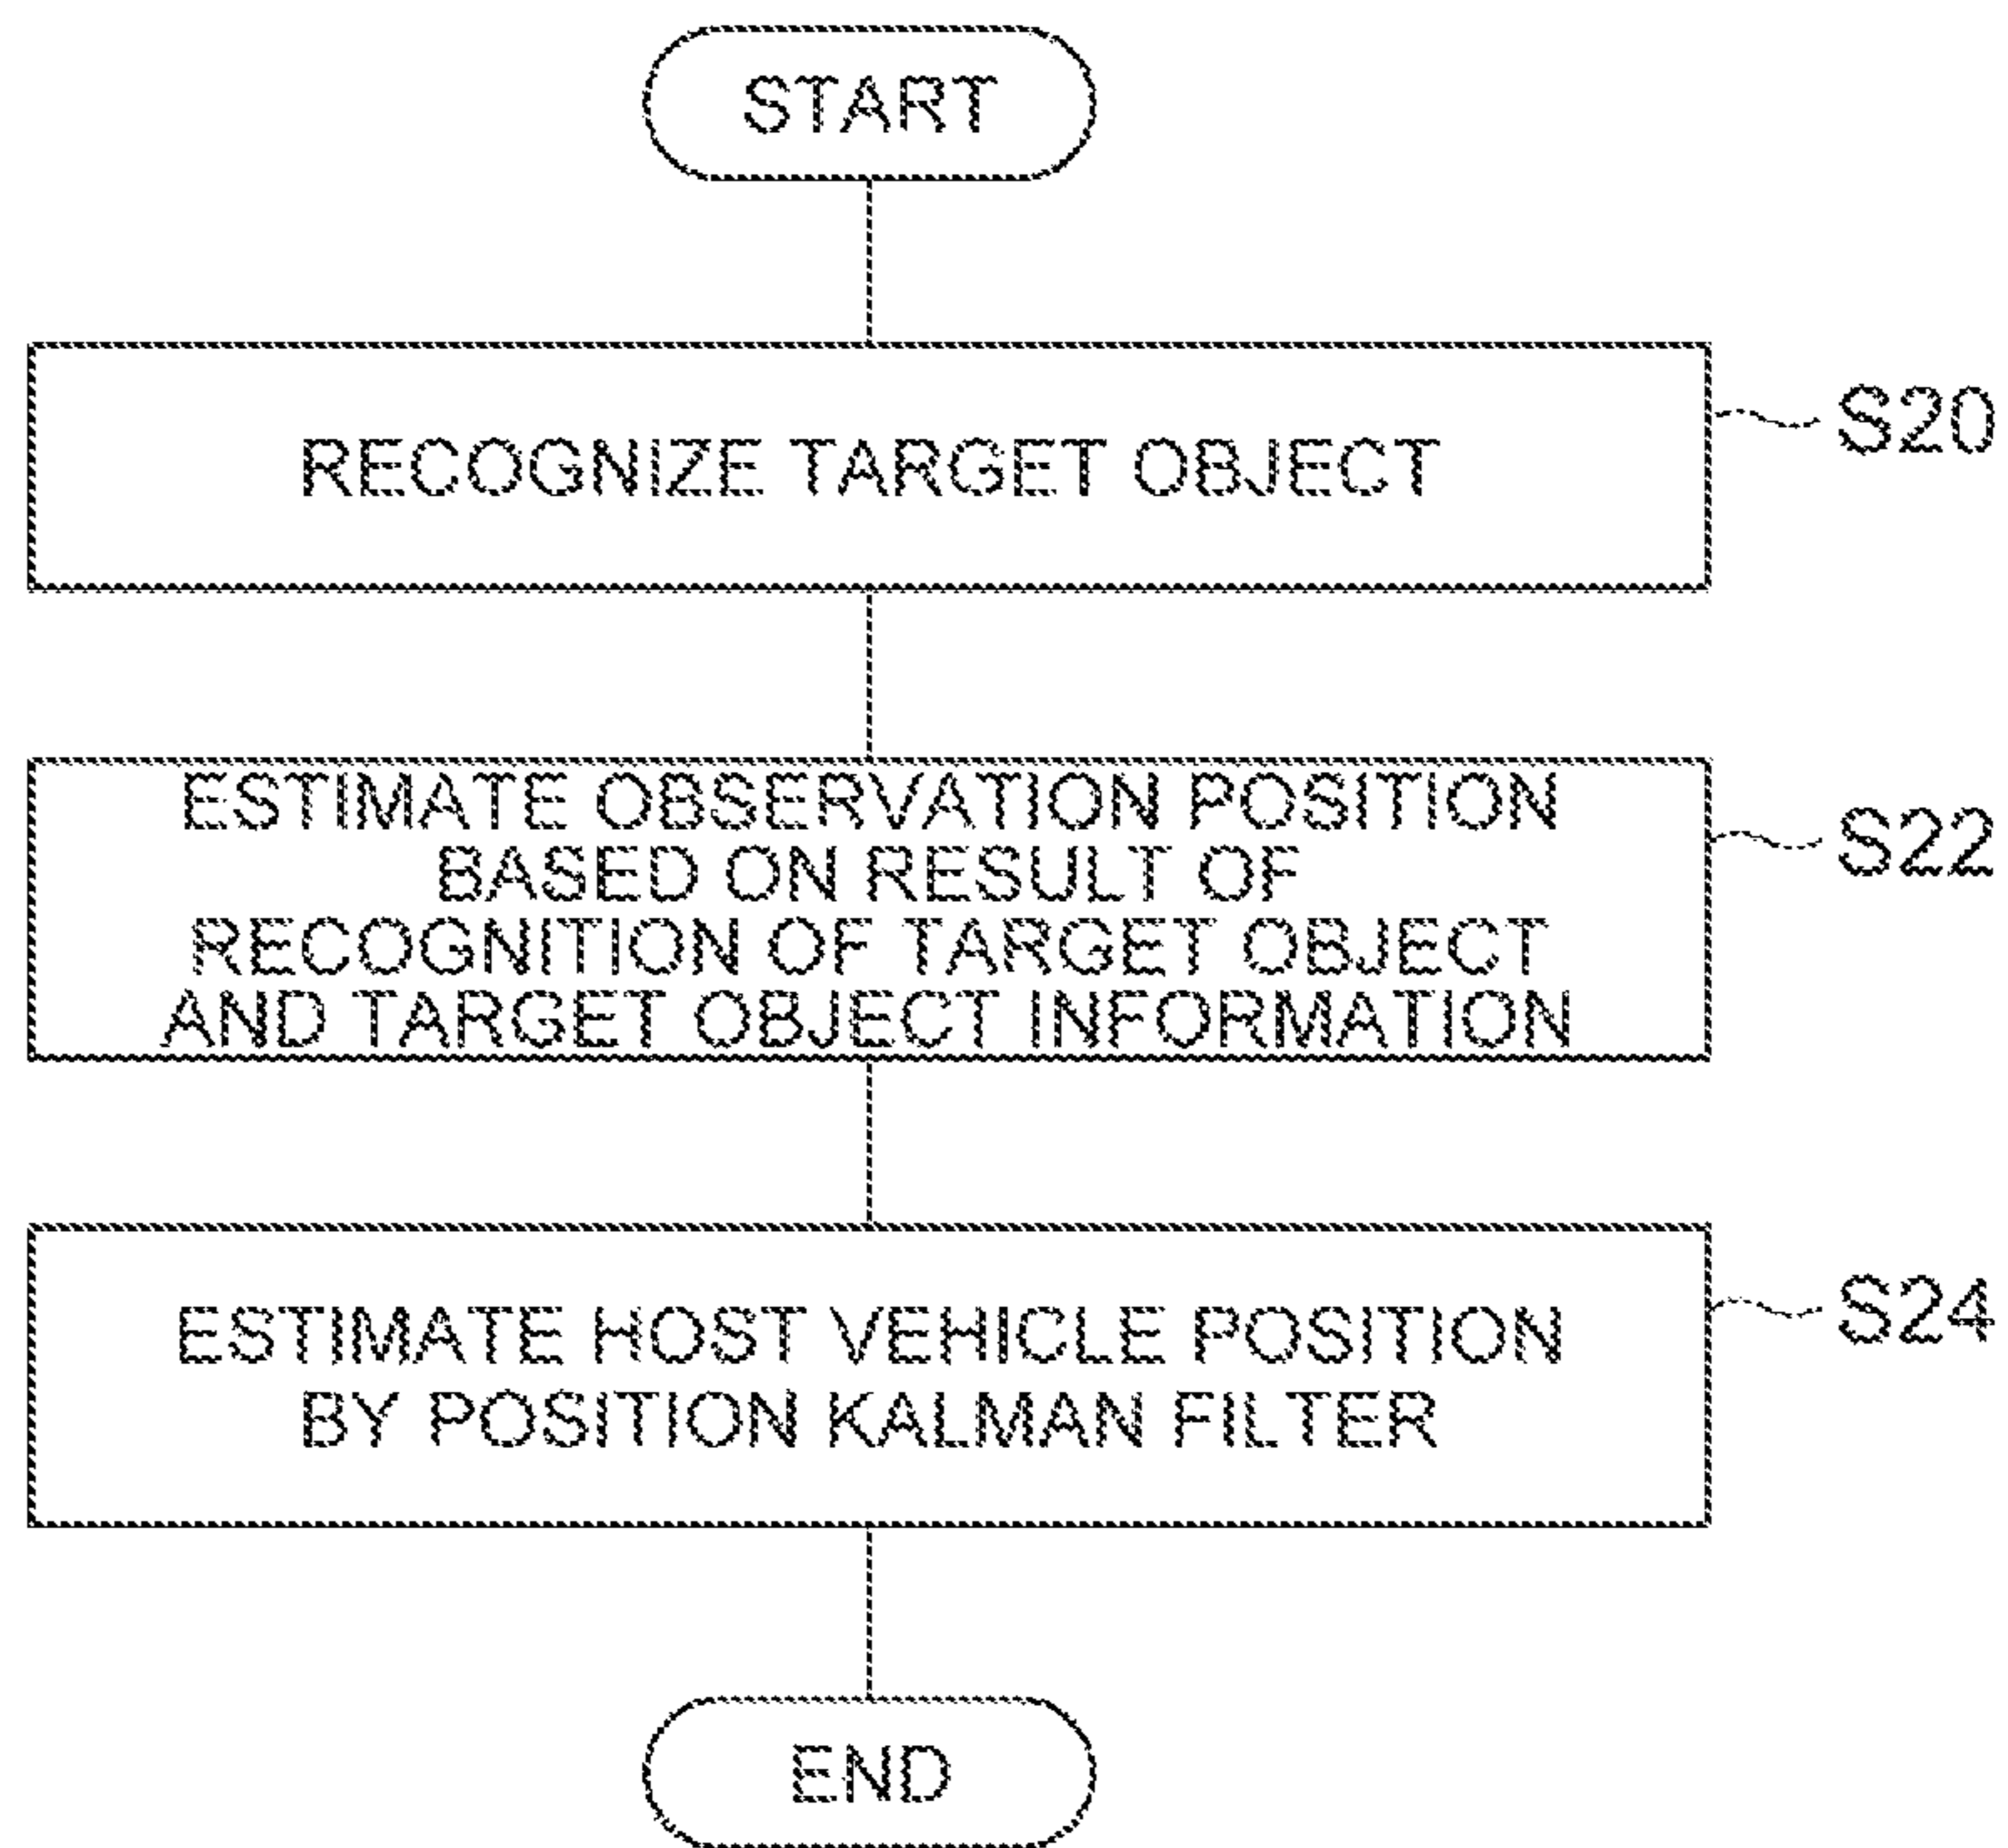 START
RECOGNIZE TARGET OBJECT
S20
ESTIMATE OBSERVATION POSITION
BASED ON RESULT OF
RECOGNITION OF TARGET OBJECT
AND TARGET OBJECT INFORMATION
S22
ESTIMATE HOST VEHICLE POSITION
BY POSITION KALMAN FILTER
S24
END